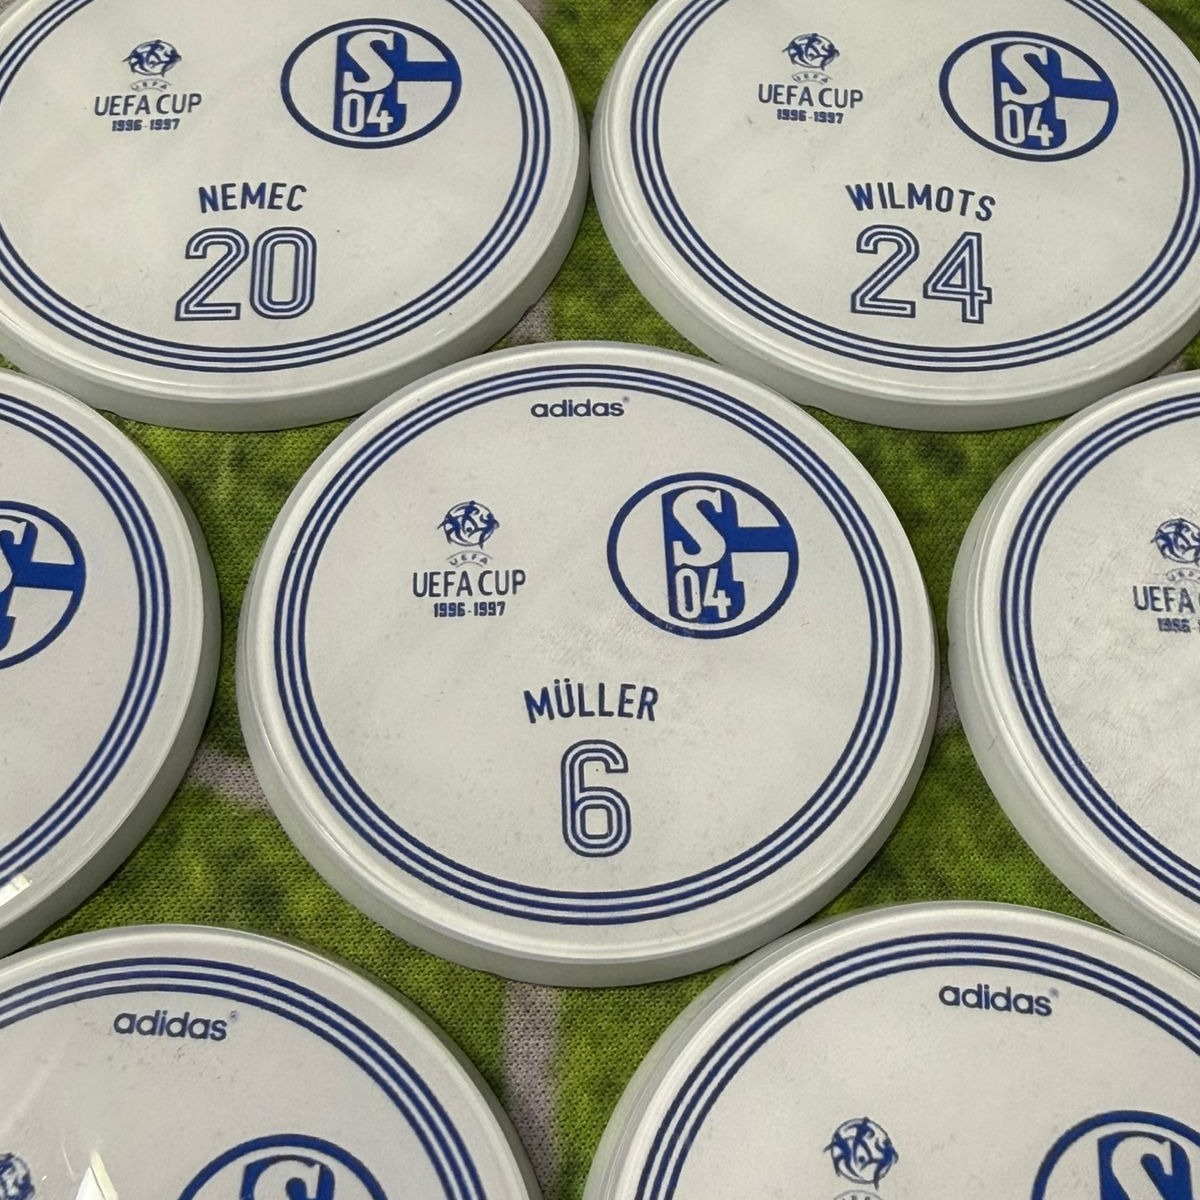 UEFA
UEFA CUP
1996-1997
S
04
NEMEC
20
UEFA
UEFA CUP
1996-1997
S
04
WILMOTS
24
S
adidas
UEFA
UEFA CUP
1996-1997
S
04
MÜLLER
6
UEFA
adidas
S
adidas
S